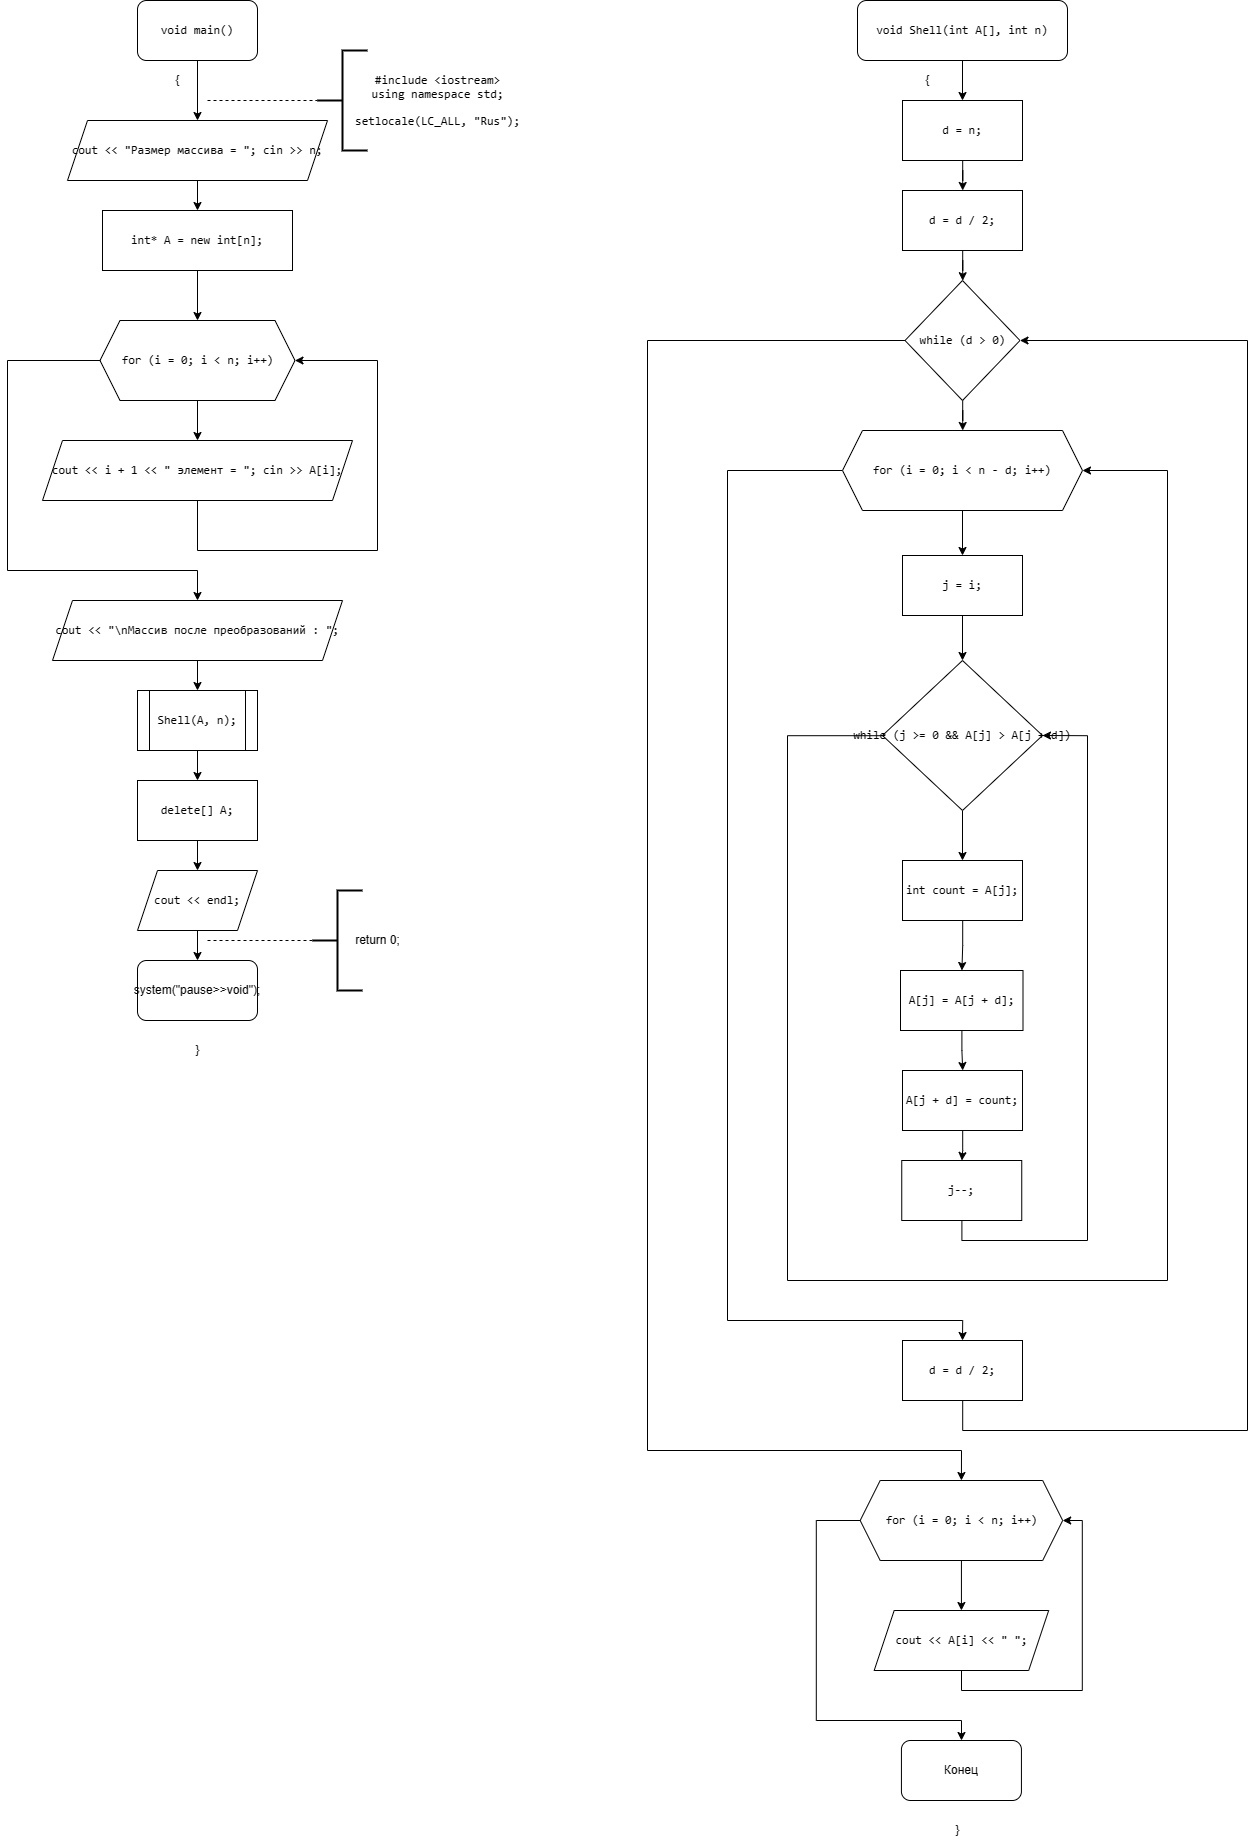 void main()
{
#include <iostream>
using namespace std;
setlocale(LC_ALL, "Rus");
cout << "Размер массива = "; cin >> n;
int* A = new int[n];
for (i = 0; i < n; i++)
cout << i + 1 << " элемент = "; cin >> A[i];
cout << "\nМассив после преобразований : ";
Shell(A, n);
delete[] A;
cout << endl;
return 0;
system("pause>>void");
}
void Shell(int A[], int n)
{
d = n;
d = d / 2;
while (d > 0)
for (i = 0; i < n - d; i++)
j = i;
while (j >= 0 && A[j] > A[j + d])
int count = A[j];
A[j] = A[j + d];
A[j + d] = count;
j--;
d = d / 2;
for (i = 0; i < n; i++)
cout << A[i] << " ";
Конец
}